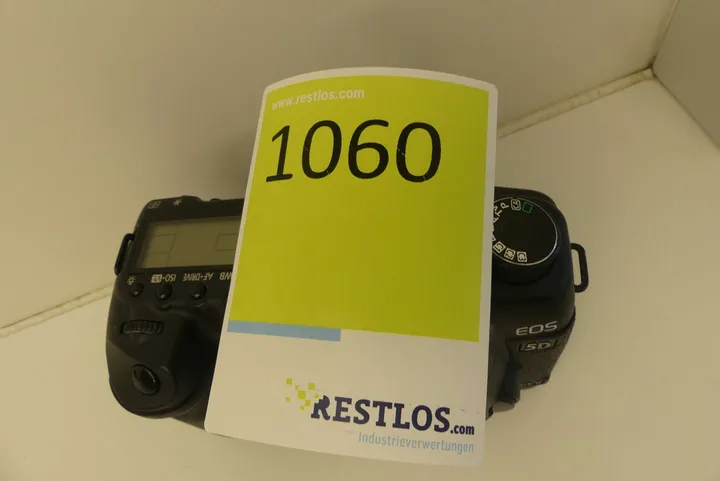 www.restlos.com
1060
ISO•
AF•DRIVE
WB
P
EOS
5D
RESTLOS.com
Industrieverwertungen